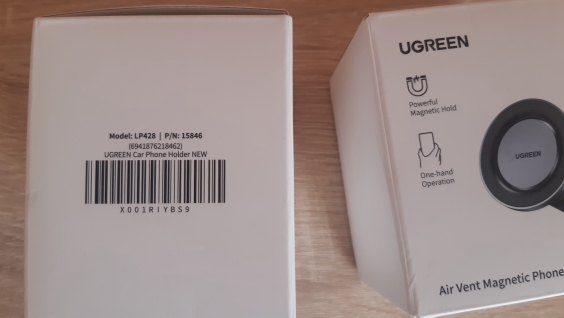 Model: LP428 | P/N: 15846
(6941876218462)
UGREEN Car Phone Holder NEW
X001RIYBS9
UGREEN
Powerful
Magnetic Hold
One-hand
Operation
UGREEN
Air Vent Magnetic Phone